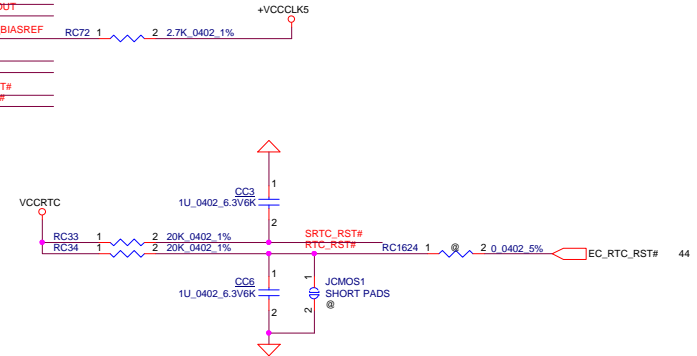 OUT
+VCCCLK5
BIASREF RC72 1 2 2.7K_0402_1%
T#
#
1
CC3
1U_0402_6.3V6K
2
VCCRTC
RC33 1 2 20K_0402_1% SRTC_RST#
RC34 1 2 20K_0402_1% RTC_RST# RC1624 1 @ 2 0_0402_5% EC_RTC_RST# 44
1 1
CC6 JCMOS1
1U_0402_6.3V6K SHORT PADS
2 2 @